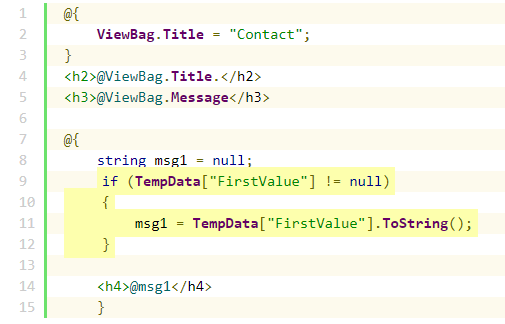 1 @{
2     ViewBag.Title = "Contact";
3 }
4 <h2>@ViewBag.Title.</h2>
5 <h3>@ViewBag.Message</h3>
6
7 @{
8     string msg1 = null;
9     if (TempData["FirstValue"] != null)
10     {
11         msg1 = TempData["FirstValue"].ToString();
12     }
13
14     <h4>@msg1</h4>
15     }